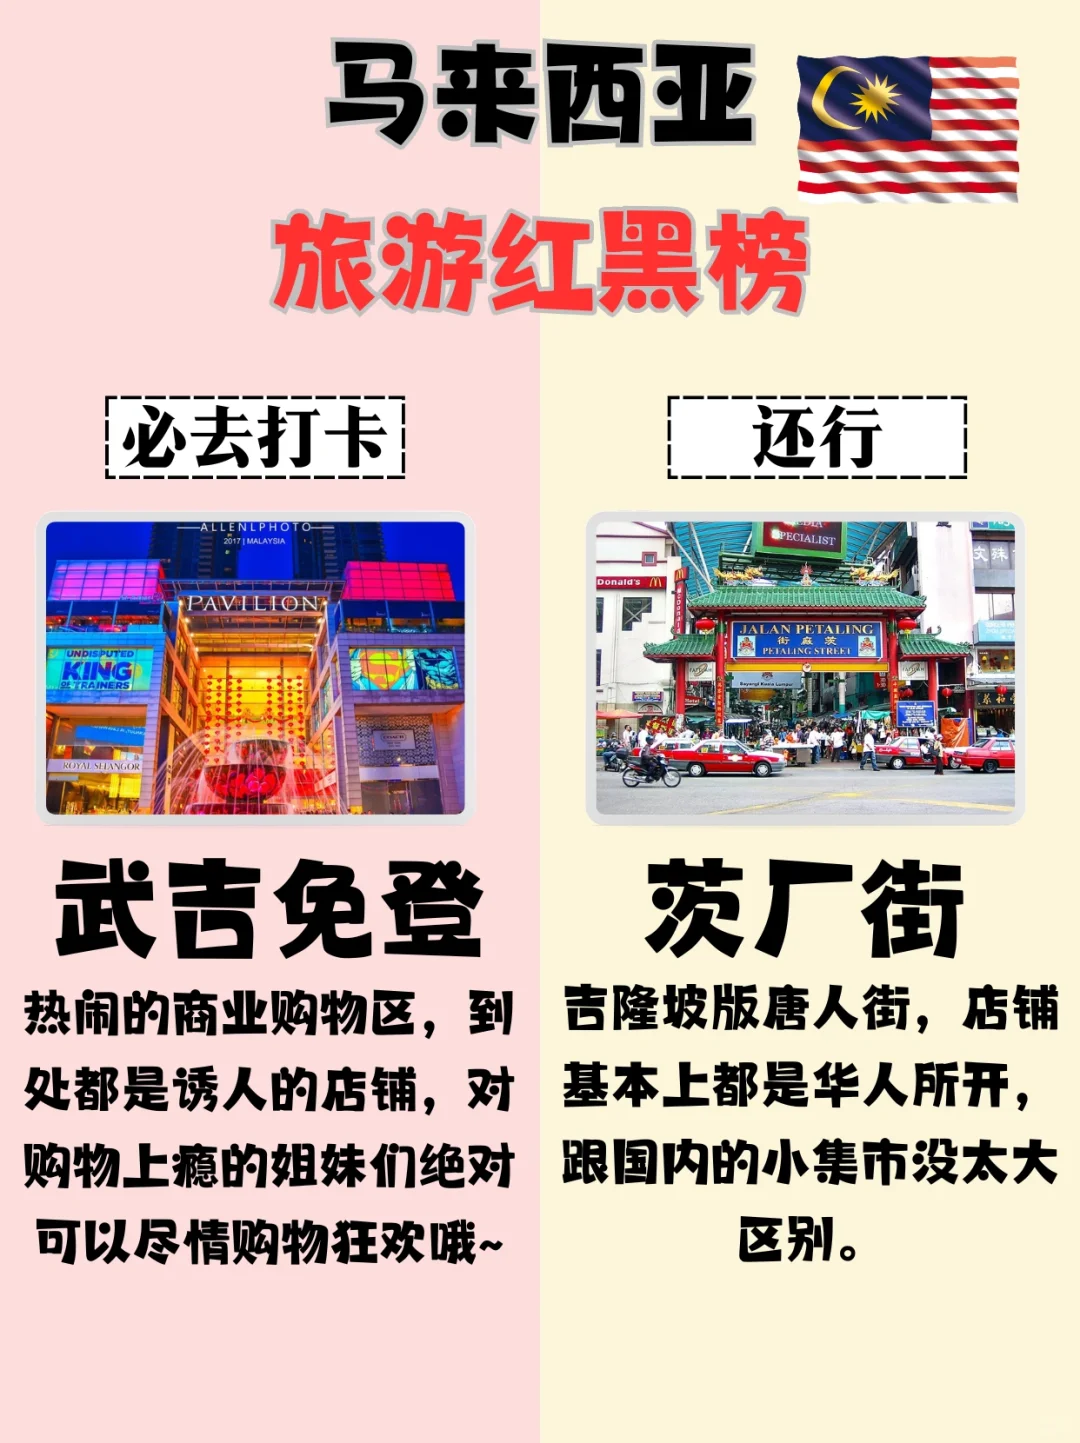 马来西亚
旅游红黑榜
必去打卡
ALLENLPHOTO
2017 | MALAYSIA
PAVILION
UNDISPUTED
KING
OF TRAINERS
ROYAL SELANGOR
武吉免登
热闹的商业购物区，到
处都是诱人的店铺，对
购物上瘾的姐妹们绝对
可以尽情购物狂欢哦~
还行
SPECIALIST
Donald's
JALAN PETALING
街廠茨
PETALING STREET
茨厂街
吉隆坡版唐人街，店铺
基本上都是华人所开，
跟国内的小集市没太大
区别。